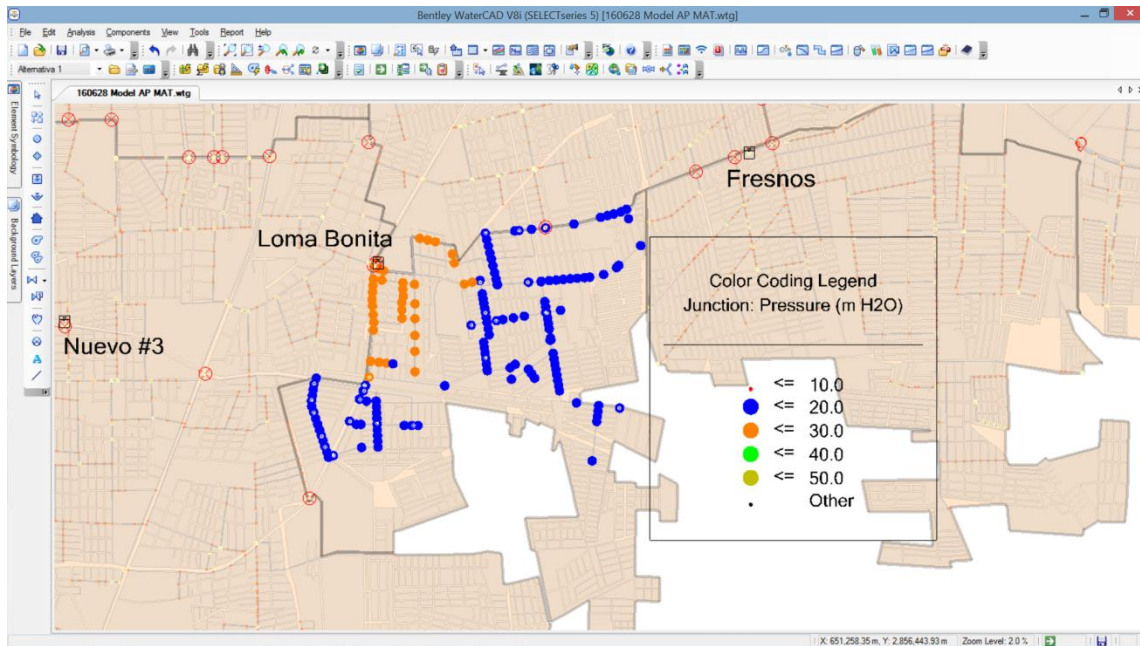 Bentley WaterCAD V8i (SELECTseries 5) [160628 Model AP MAT.wtg]
File Edit Analysis Components View Tools Report Help
Alternativa 1
160628 Model AP MAT.wtg
Element Symbology
Background Layers
Fresnos
Loma Bonita
Nuevo #3
Color Coding Legend
Junction: Pressure (m H2O)
<= 10.0
<= 20.0
<= 30.0
<= 40.0
<= 50.0
Other
X: 651,258.35 m, Y: 2,856,443.93 m Zoom Level: 2.0 %